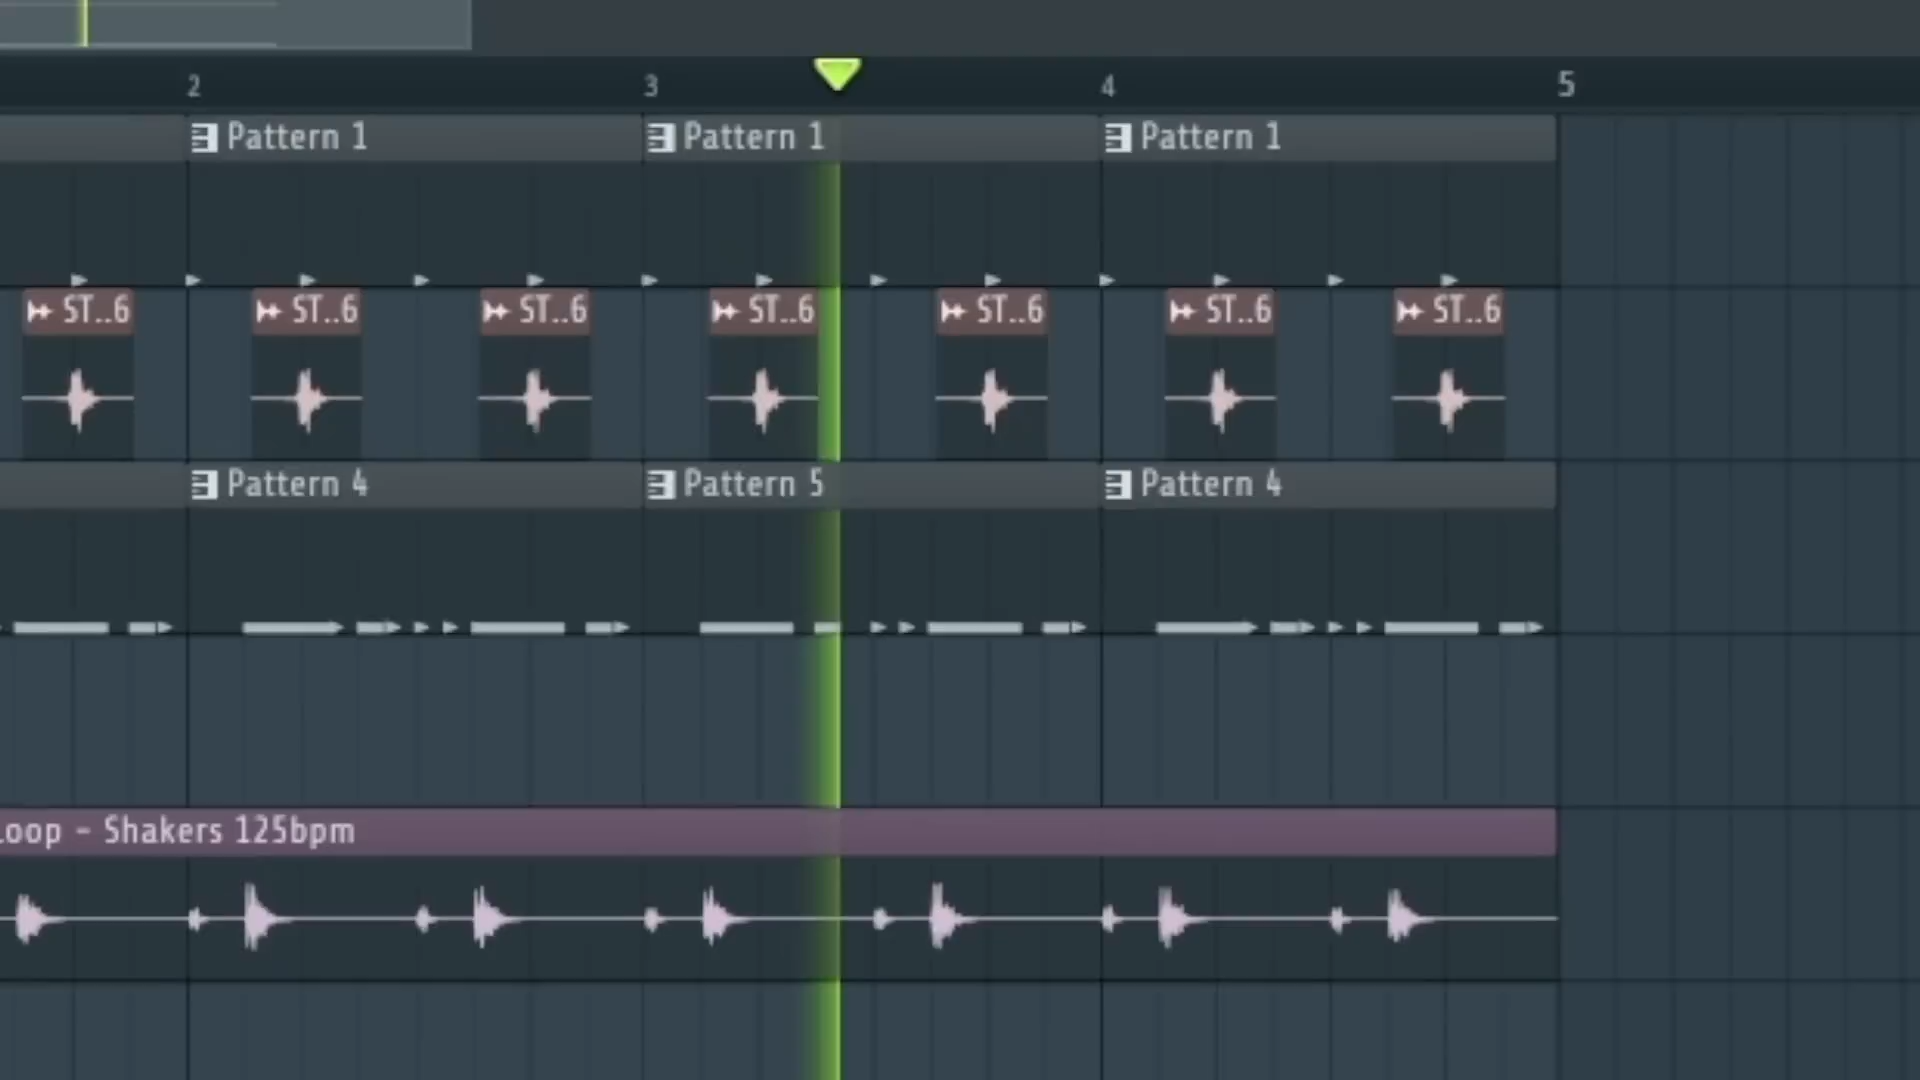 2 3 4 5
Pattern 1 Pattern 1 Pattern 1
ST..6 ST..6 ST..6 ST..6 ST..6 ST..6 ST..6
Pattern 4 Pattern 5 Pattern 4
Loop - Shakers 125bpm